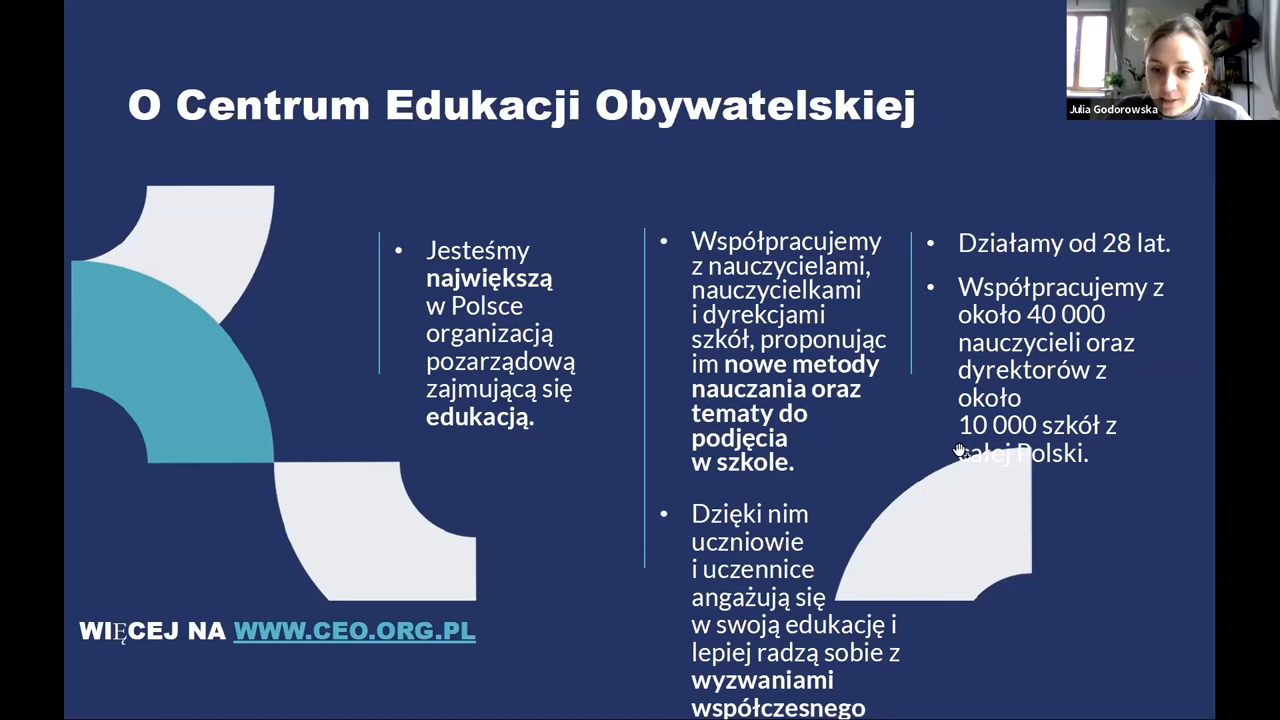 O Centrum Edukacji Obywatelskiej
Julia Godorowska
• Jesteśmy
największą
w Polsce
organizacją
pozarządową
zajmującą się
edukacją.
• Współpracujemy
z nauczycielami,
nauczycielkami
i dyrekcjami
szkół, proponując
im nowe metody
nauczania oraz
tematy do
podjęcia
w szkole.
• Dzięki nim
uczniowie
i uczennice
angażują się
w swoją edukację i
lepiej radzą sobie z
wyzwaniami
współczesnego
• Działamy od 28 lat.
• Współpracujemy z
około 40 000
nauczycieli oraz
dyrektorów z
około
10 000 szkół z
całej Polski.
WIĘCEJ NA WWW.CEO.ORG.PL